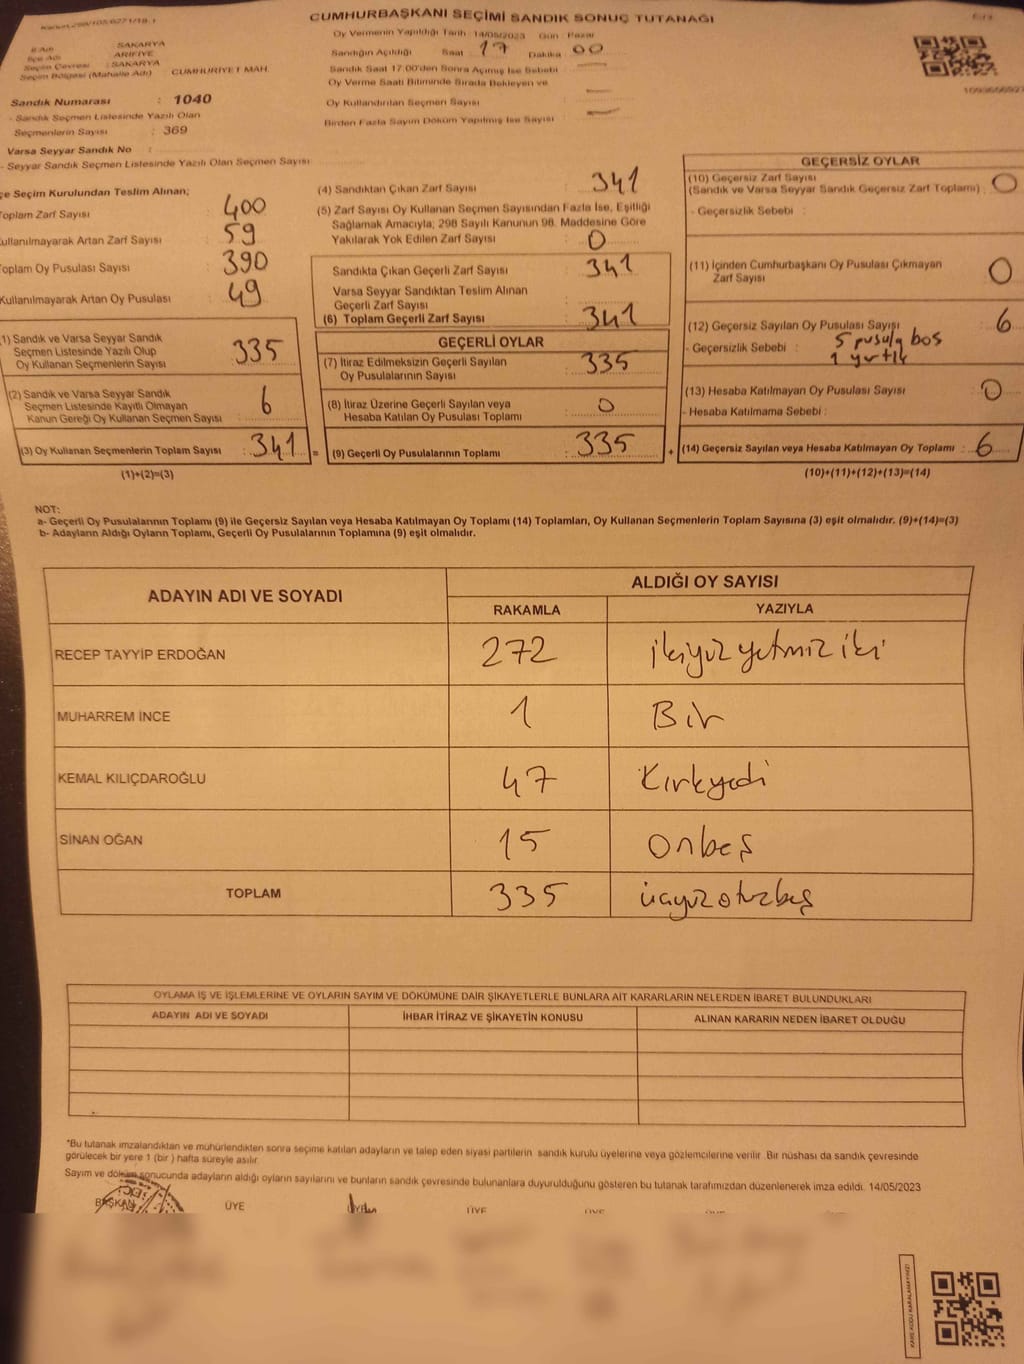 CUMHURBAŞKANI SEÇİMİ SANDIK SONUÇ TUTANAĞI
İl Adı : SAKARYA
İlçe Adı : ARİFİYE
Seçim Çevresi : SAKARYA
Seçim Bölgesi (Mahalle Adı) CUMHURİYET MAH.
Sandık Numarası : 1040
- Sandık Seçmen Listesinde Yazılı Olan
Seçmenlerin Sayısı : 369
Varsa Seyyar Sandık No :
- Seyyar Sandık Seçmen Listesinde Yazılı Olan Seçmen Sayısı
Oy Vermenin Yapıldığı Tarih 14/05/2023 Gün : Pazar
Sandığın Açıldığı Saat 17 Dakika 00
Sandık Saat 17:00'den Sonra Açılmış İse Sebebi
Oy Verme Saati Bitiminde Sırada Bekleyen ve
Oy Kullandırılan Seçmen Sayısı
Birden Fazla Sayım Döküm Yapılmış İse Sayısı
çe Seçim Kurulundan Teslim Alınan;
oplam Zarf Sayısı : 400
ullanılmayarak Artan Zarf Sayısı : 59
oplam Oy Pusulası Sayısı : 390
Kullanılmayarak Artan Oy Pusulası : 49
1) Sandık ve Varsa Seyyar Sandık
Seçmen Listesinde Yazılı Olup
Oy Kullanan Seçmenlerin Sayısı : 335
(2) Sandık ve Varsa Seyyar Sandık
Seçmen Listesinde Kayıtlı Olmayan
Kanun Gereği Oy Kullanan Seçmen Sayısı : 6
(3) Oy Kullanan Seçmenlerin Toplam Sayısı : 341 =
(1)+(2)=(3)
(4) Sandıktan Çıkan Zarf Sayısı : 341
(5) Zarf Sayısı Oy Kullanan Seçmen Sayısından Fazla İse, Eşitliği
Sağlamak Amacıyla; 298 Sayılı Kanunun 98. Maddesine Göre
Yakılarak Yok Edilen Zarf Sayısı : 0
Sandıkta Çıkan Geçerli Zarf Sayısı : 341
Varsa Seyyar Sandıktan Teslim Alınan
Geçerli Zarf Sayısı :
(6) Toplam Geçerli Zarf Sayısı : 341
GEÇERLİ OYLAR
(7) İtiraz Edilmeksizin Geçerli Sayılan
Oy Pusulalarının Sayısı : 335
(8) İtiraz Üzerine Geçerli Sayılan veya
Hesaba Katılan Oy Pusulaları Toplamı : 0
(9) Geçerli Oy Pusulalarının Toplamı : 335 +
GEÇERSİZ OYLAR
(10) Geçersiz Zarf Sayısı
(Sandık ve Varsa Seyyar Sandık Geçersiz Zarf Toplamı) : 0
- Geçersizlik Sebebi :
(11) İçinden Cumhurbaşkanı Oy Pusulası Çıkmayan
Zarf Sayısı : 0
(12) Geçersiz Sayılan Oy Pusulası Sayısı : 6
- Geçersizlik Sebebi : 5 pusula bos
1 yırtık
(13) Hesaba Katılmayan Oy Pusulası Sayısı : 0
- Hesaba Katılmama Sebebi :
(14) Geçersiz Sayılan veya Hesaba Katılmayan Oy Toplamı : 6
(10)+(11)+(12)+(13)=(14)
NOT:
a- Geçerli Oy Pusulalarının Toplamı (9) ile Geçersiz Sayılan veya Hesaba Katılmayan Oy Toplamı (14) Toplamları, Oy Kullanan Seçmenlerin Toplam Sayısına (3) eşit olmalıdır. (9)+(14)=(3)
b- Adayların Aldığı Oyların Toplamı, Geçerli Oy Pusulalarının Toplamına (9) eşit olmalıdır.
ADAYIN ADI VE SOYADI ALDIĞI OY SAYISI
RAKAMLA YAZIYLA
RECEP TAYYİP ERDOĞAN 272 ikiyüz yetmiz iki
MUHARREM İNCE 1 Bir
KEMAL KILIÇDAROĞLU 47 Kırkyedi
SİNAN OĞAN 15 onbeş
TOPLAM 335 üçyüzotuzbeş
OYLAMA İŞ VE İŞLEMLERİNE VE OYLARIN SAYIM VE DÖKÜMÜNE DAİR ŞİKAYETLERLE BUNLARA AİT KARARLARIN NELERDEN İBARET BULUNDUKLARI
ADAYIN ADI VE SOYADI İHBAR İTİRAZ VE ŞİKAYETİN KONUSU ALINAN KARARIN NEDEN İBARET OLDUĞU
*Bu tutanak imzalandıktan ve mühürlendikten sonra seçime katılan adayların ve talep eden siyasi partilerin sandık kurulu üyelerine veya gözlemcilerine verilir. Bir nüshası da sandık çevresinde
görülecek bir yere 1 (bir ) hafta süreyle asılır.
Sayım ve döküm sonucunda adayların aldığı oyların sayılarını ve bunların sandık çevresinde bulunanlara duyurulduğunu gösteren bu tutanak tarafımızdan düzenlenerek imza edildi. 14/05/2023
BAŞKAN ÜYE ÜYE ÜYE